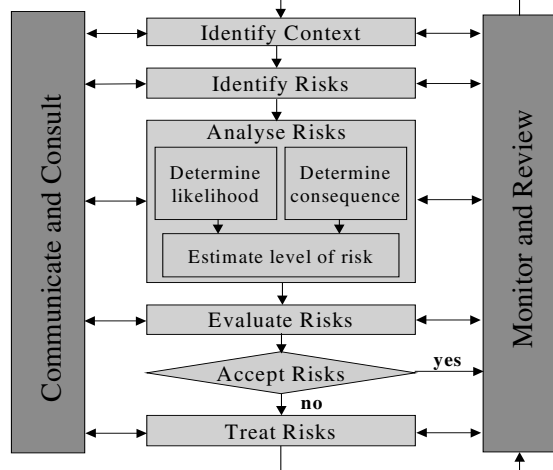 Communicate and Consult
Identify Context
Identify Risks
Analyse Risks
Determine
likelihood
Determine
consequence
Estimate level of risk
Evaluate Risks
Accept Risks
yes
no
Treat Risks
Monitor and Review